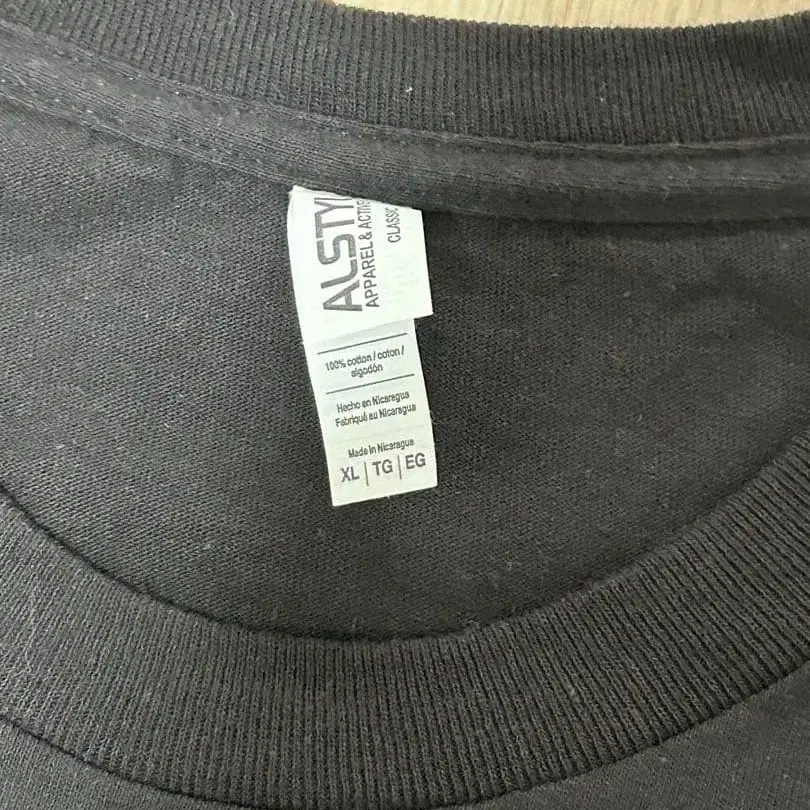 ALSTY
APPAREL & ACTIVE
CLASSIC
100% cotton / coton /
algodón
Hecho en Nicaragua
Fabriqué au Nicaragua
Made in Nicaragua
XL | TG | EG